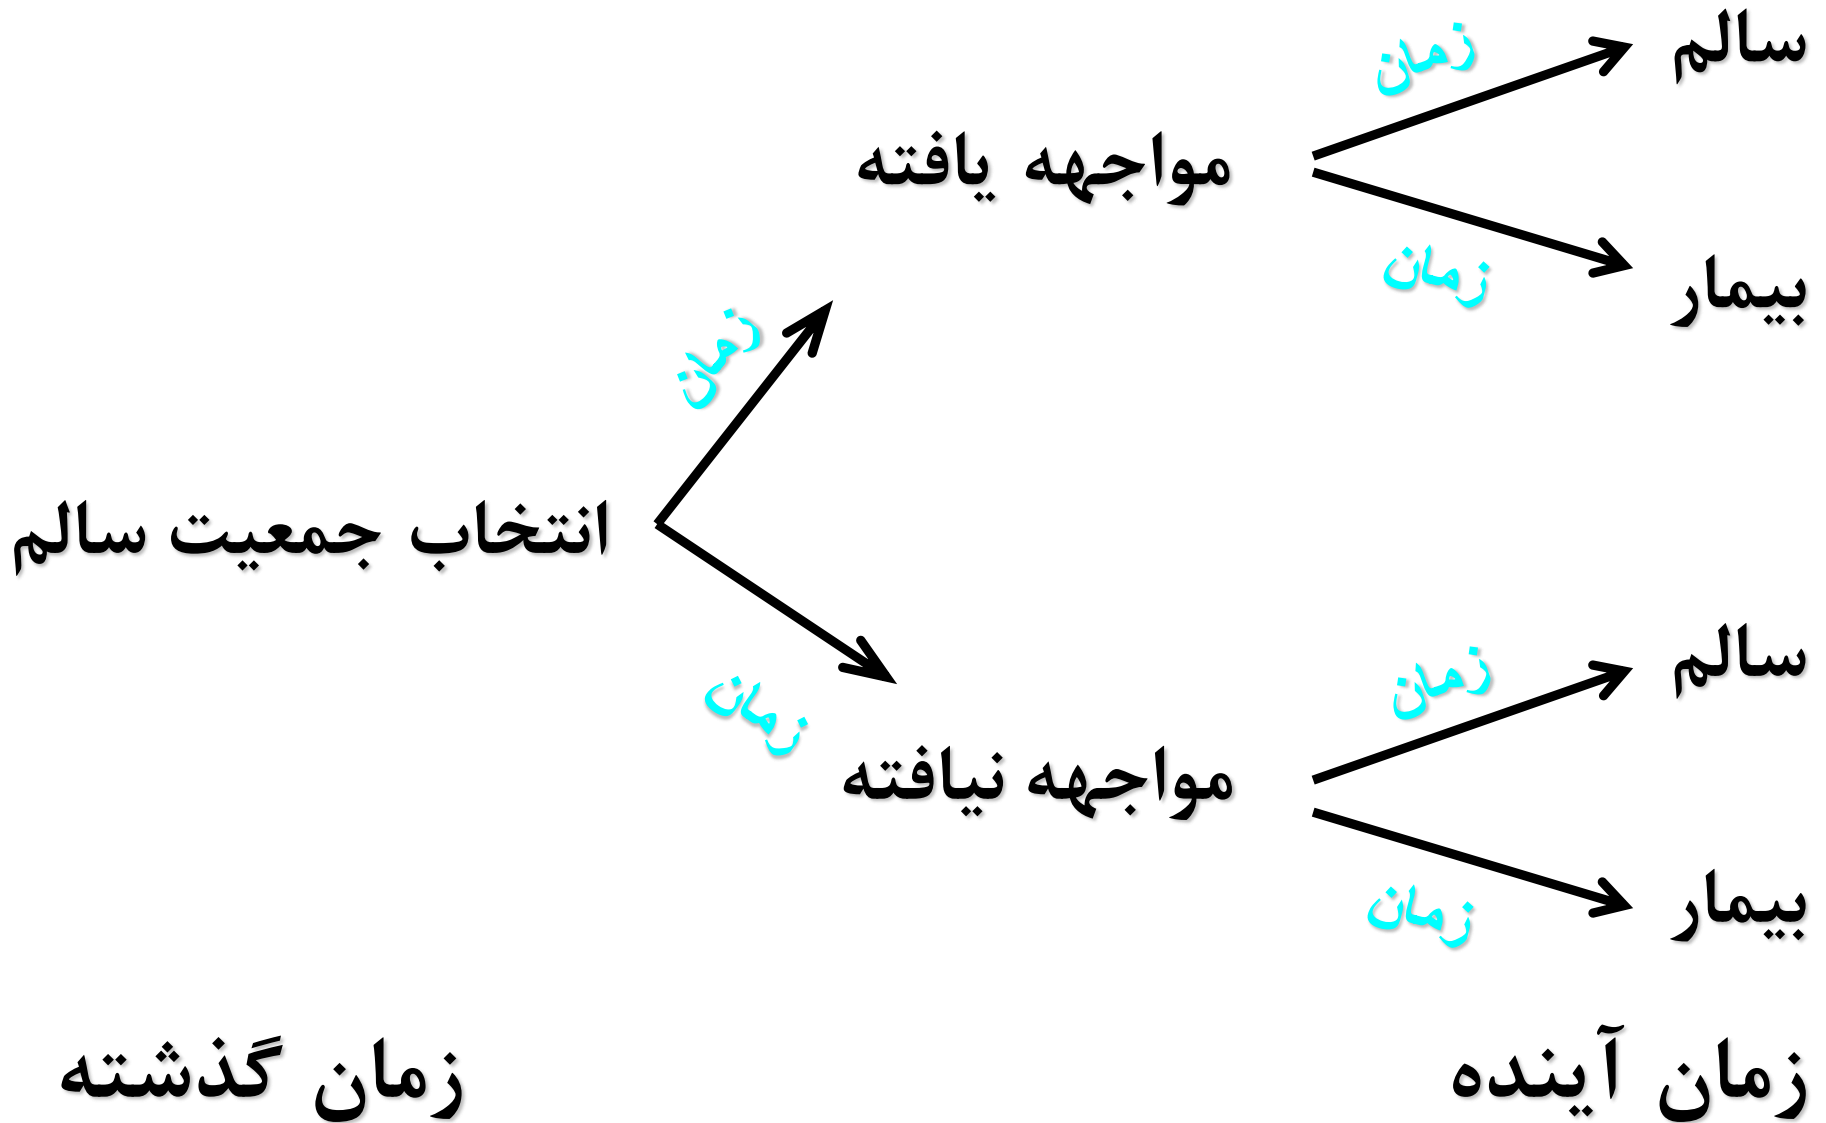 سالم
زمان
مواجهه یافته
زمان
بیمار
زمان
انتخاب جمعیت سالم
زمان
سالم
زمان
مواجهه نیافته
زمان
بیمار
زمان آینده
زمان گذشته